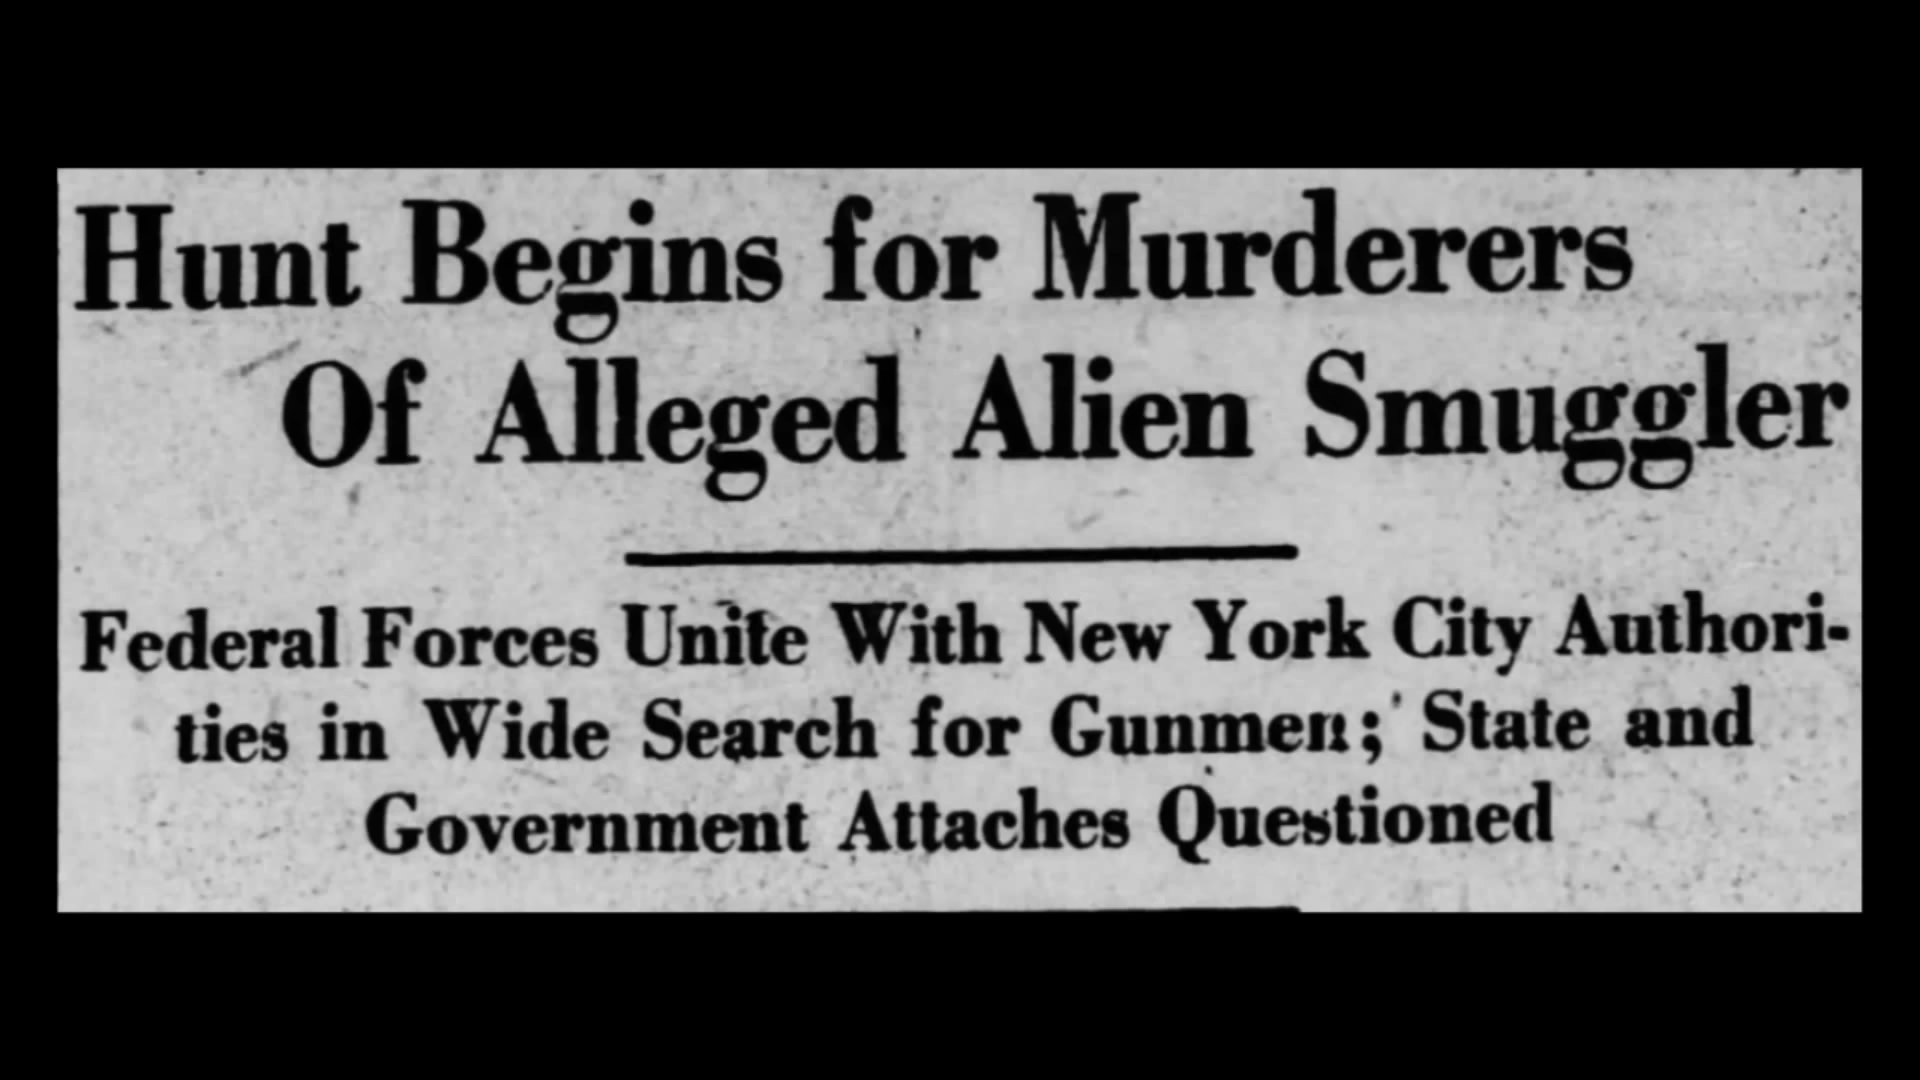 Hunt Begins for Murderers
Of Alleged Alien Smuggler
Federal Forces Unite With New York City Authori-
ties in Wide Search for Gunmen; State and
Government Attaches Questioned